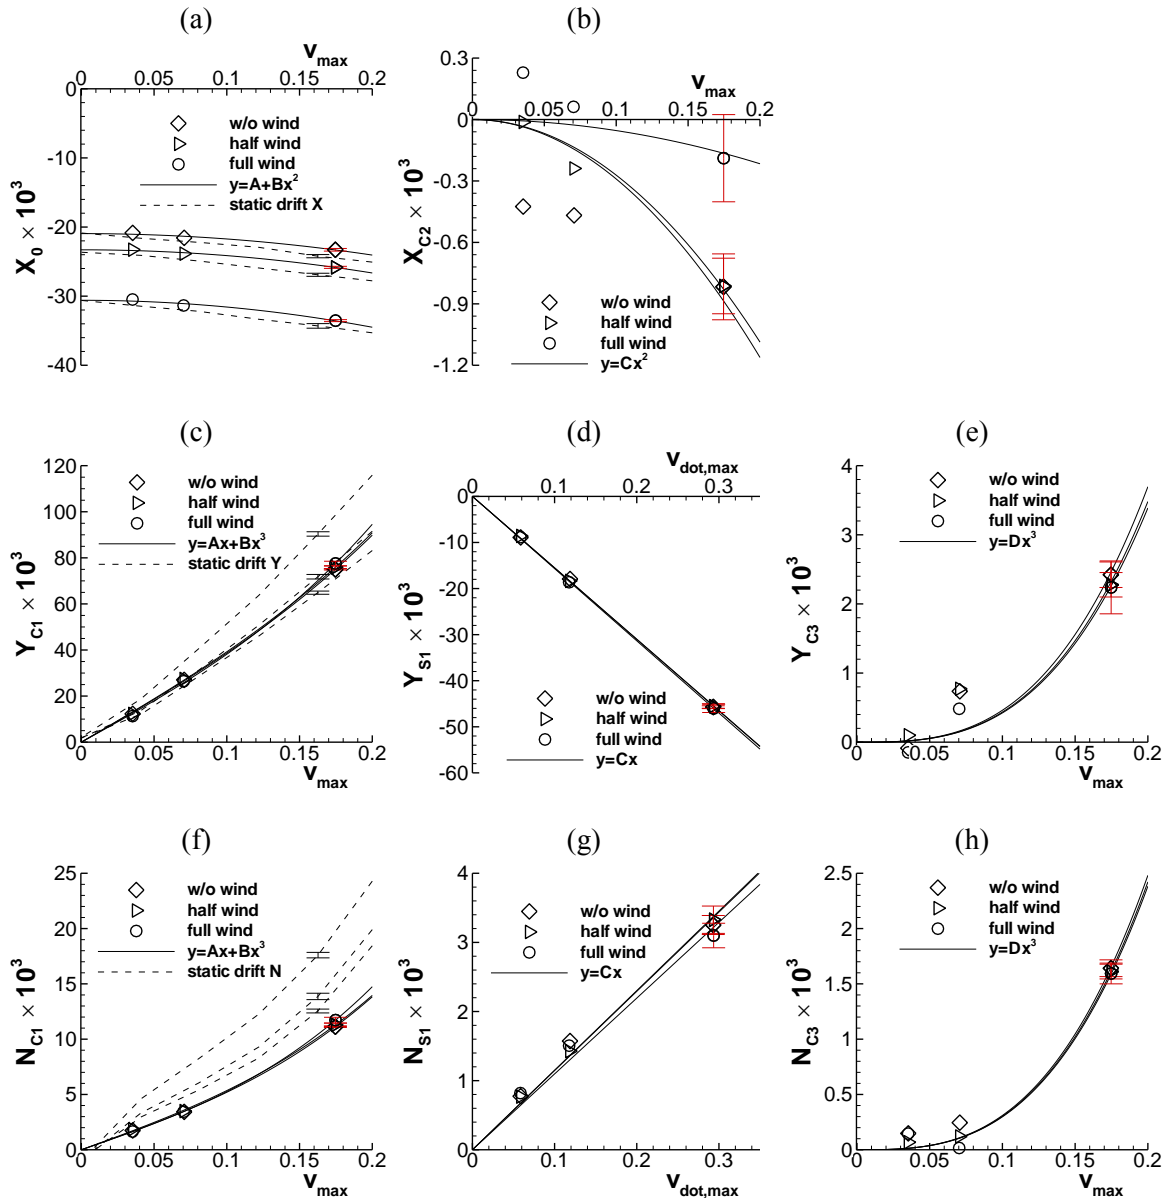 (a)
v_max
0 0.05 0.1 0.15 0.2
0
-10
-20
-30
-40
X_0 × 10^3
w/o wind
half wind
full wind
y=A+Bx^2
static drift X
(b)
0.3
0
-0.3
-0.6
-0.9
-1.2
X_C2 × 10^3
v_max
0 0.05 0.1 0.15 0.2
w/o wind
half wind
full wind
y=Cx^2
(c)
120
100
80
60
40
20
0
Y_C1 × 10^3
w/o wind
half wind
full wind
y=Ax+Bx^3
static drift Y
0 0.05 0.1 0.15 0.2
v_max
(d)
v_dot,max
0 0.1 0.2 0.3
0
-10
-20
-30
-40
-50
-60
Y_S1 × 10^3
w/o wind
half wind
full wind
y=Cx
(e)
4
3
2
1
0
Y_C3 × 10^3
w/o wind
half wind
full wind
y=Dx^3
0 0.05 0.1 0.15 0.2
v_max
(f)
25
20
15
10
5
0
N_C1 × 10^3
w/o wind
half wind
full wind
y=Ax+Bx^3
static drift N
0 0.05 0.1 0.15 0.2
v_max
(g)
4
3
2
1
0
N_S1 × 10^3
w/o wind
half wind
full wind
y=Cx
0 0.1 0.2 0.3
v_dot,max
(h)
2.5
2
1.5
1
0.5
0
N_C3 × 10^3
w/o wind
half wind
full wind
y=Dx^3
0 0.05 0.1 0.15 0.2
v_max